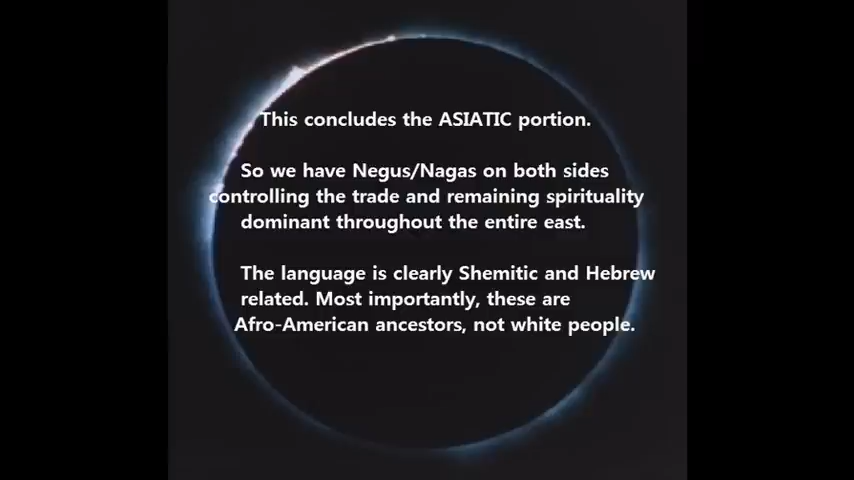 This concludes the ASIATIC portion.
So we have Negus/Nagas on both sides
controlling the trade and remaining spirituality
dominant throughout the entire east.
The language is clearly Shemitic and Hebrew
related. Most importantly, these are
Afro-American ancestors, not white people.